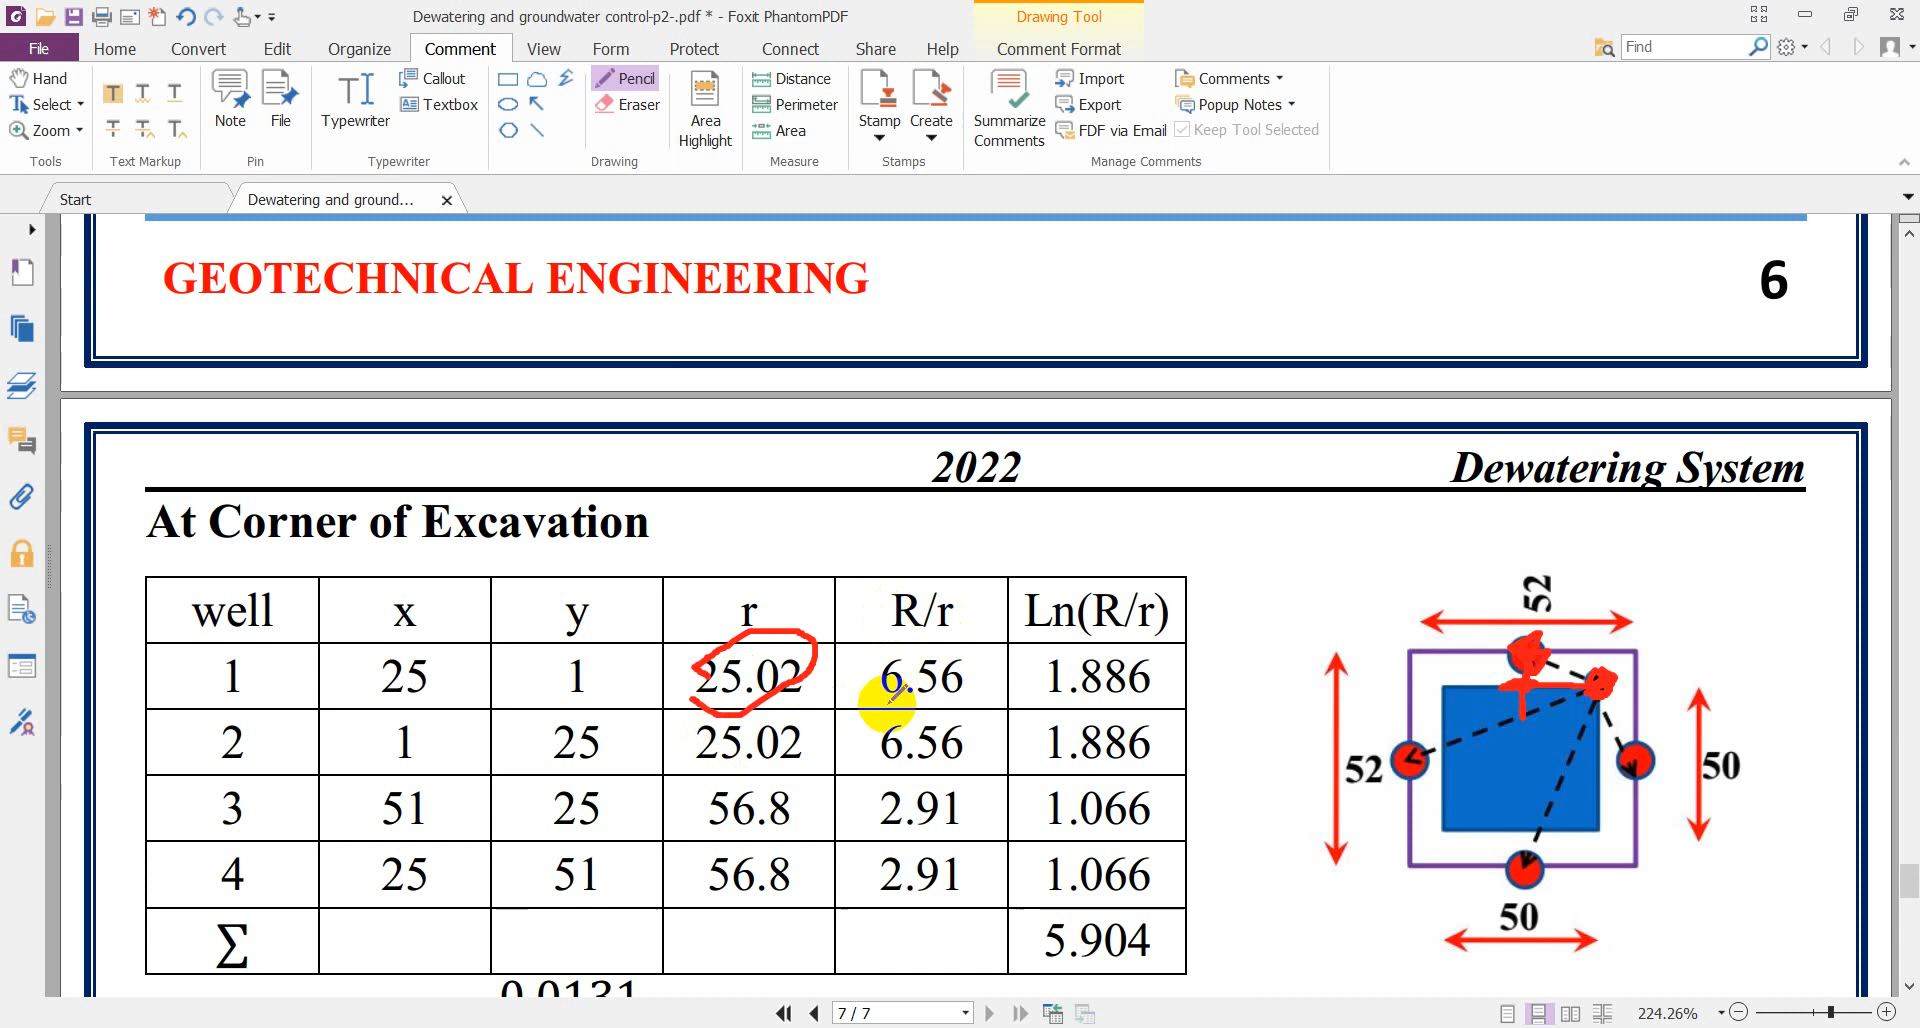 Dewatering and groundwater control-p2-.pdf * - Foxit PhantomPDF
Drawing Tool
File Home Convert Edit Organize Comment View Form Protect Connect Share Help Comment Format
Find
Hand
Select
Zoom
Tools
Text Markup
Note
File
Pin
Typewriter
Callout
Textbox
Typewriter
Pencil
Eraser
Area Highlight
Drawing
Distance
Perimeter
Area
Measure
Stamp
Create
Stamps
Summarize Comments
Import
Export
FDF via Email
Comments
Popup Notes
Keep Tool Selected
Manage Comments
Start
Dewatering and ground...
GEOTECHNICAL ENGINEERING 6
2022 Dewatering System
At Corner of Excavation
well x y r R/r Ln(R/r)
1 25 1 25.02 6.56 1.886
2 1 25 25.02 6.56 1.886
3 51 25 56.8 2.91 1.066
4 25 51 56.8 2.91 1.066
∑ 5.904
52
52
50
50
0.0131
7 / 7
224.26%